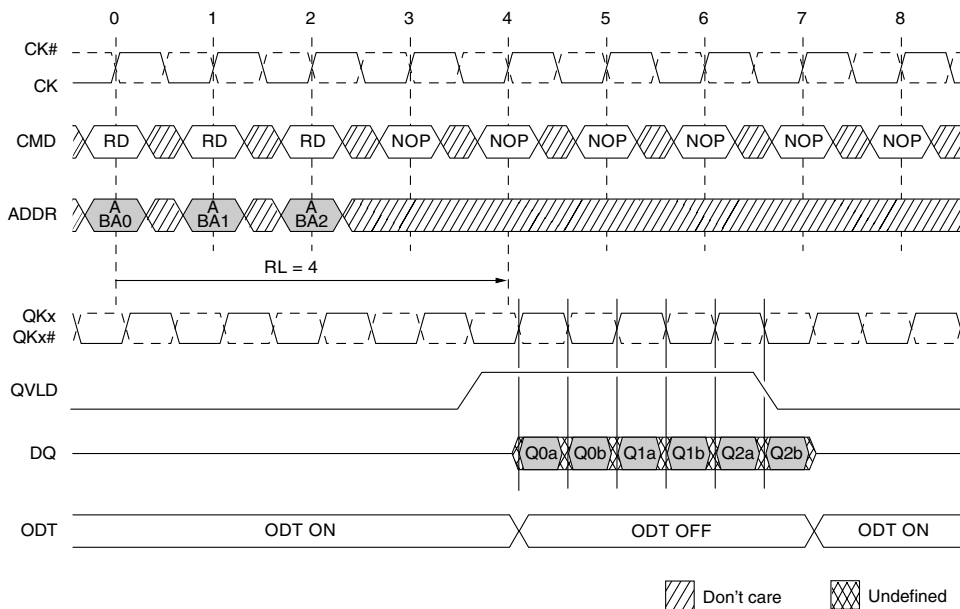 0 1 2 3 4 5 6 7 8
CK#
CK
CMD RD RD RD NOP NOP NOP NOP NOP NOP
ADDR A BA0 A BA1 A BA2
RL = 4
QKx
QKx#
QVLD
DQ Q0a Q0b Q1a Q1b Q2a Q2b
ODT ODT ON ODT OFF ODT ON
Don't care Undefined